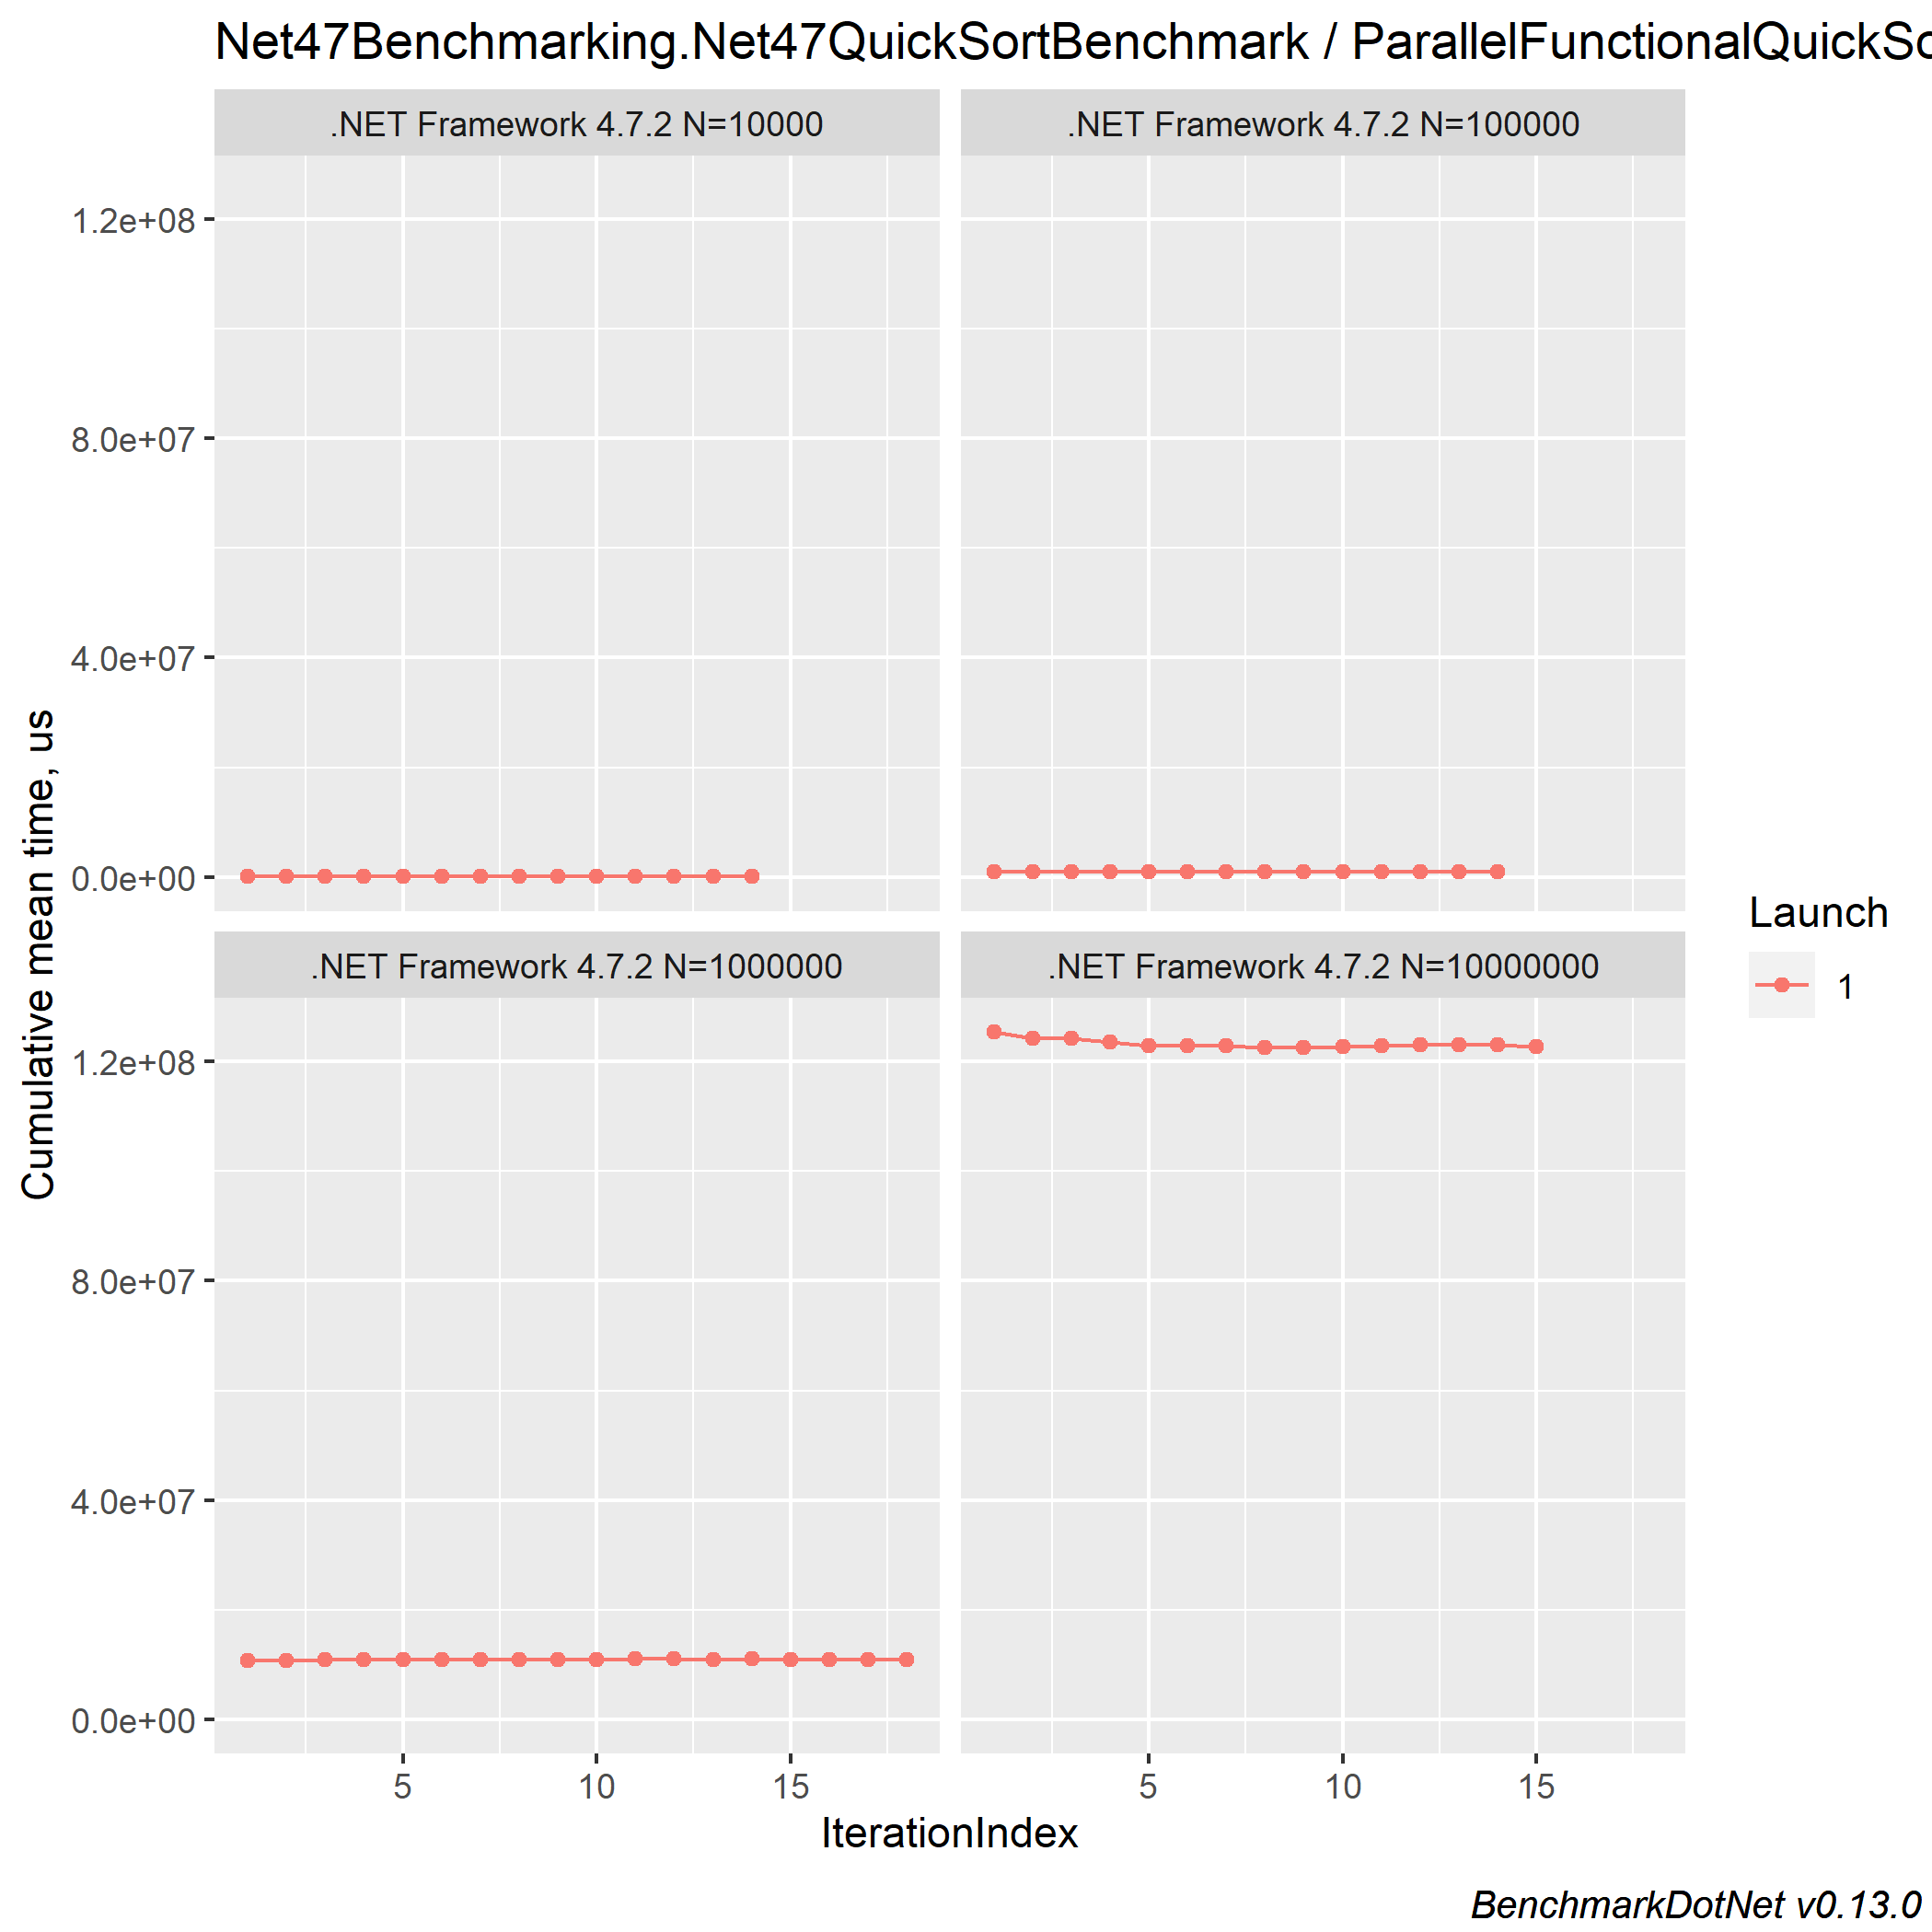 Net47Benchmarking.Net47QuickSortBenchmark / ParallelFunctionalQuickSo
.NET Framework 4.7.2 N=10000
.NET Framework 4.7.2 N=100000
1.2e+08
8.0e+07
4.0e+07
0.0e+00
.NET Framework 4.7.2 N=1000000
.NET Framework 4.7.2 N=10000000
1.2e+08
8.0e+07
4.0e+07
0.0e+00
5 10 15
5 10 15
IterationIndex
Cumulative mean time, us
Launch
1
BenchmarkDotNet v0.13.0